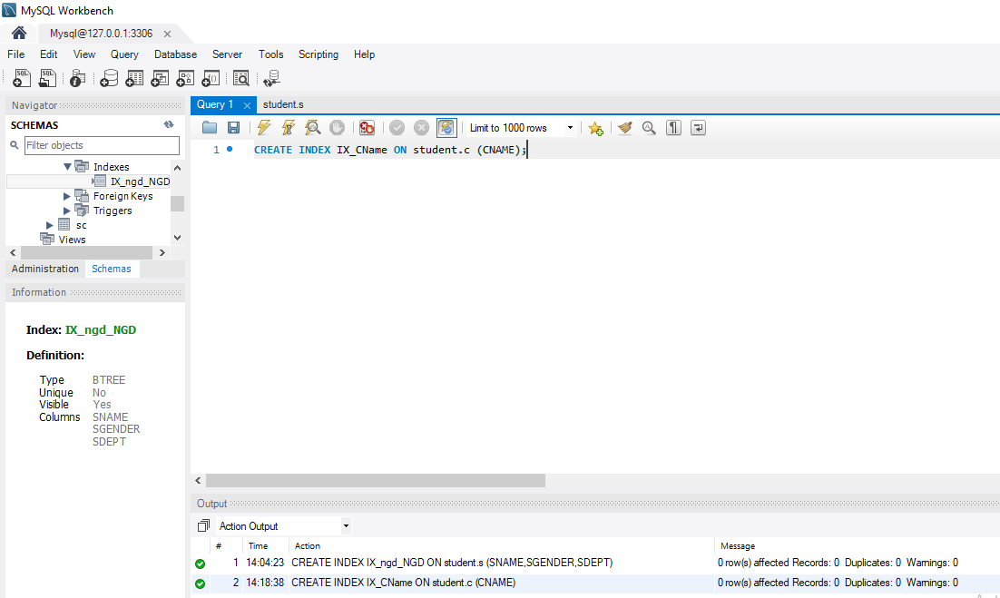 MySQL Workbench
Mysql@127.0.0.1:3306
File Edit View Query Database Server Tools Scripting Help
Navigator
SCHEMAS
Filter objects
Indexes
IX_ngd_NGD
Foreign Keys
Triggers
sc
Views
Administration Schemas
Information
Index: IX_ngd_NGD
Definition:
Type BTREE
Unique No
Visible Yes
Columns SNAME
SGENDER
SDEPT
Query 1 student.s
Limit to 1000 rows
1 CREATE INDEX IX_CName ON student.c (CNAME);
Output
Action Output
# Time Action Message
1 14:04:23 CREATE INDEX IX_ngd_NGD ON student.s (SNAME,SGENDER,SDEPT) 0 row(s) affected Records: 0 Duplicates: 0 Warnings: 0
2 14:18:38 CREATE INDEX IX_CName ON student.c (CNAME) 0 row(s) affected Records: 0 Duplicates: 0 Warnings: 0